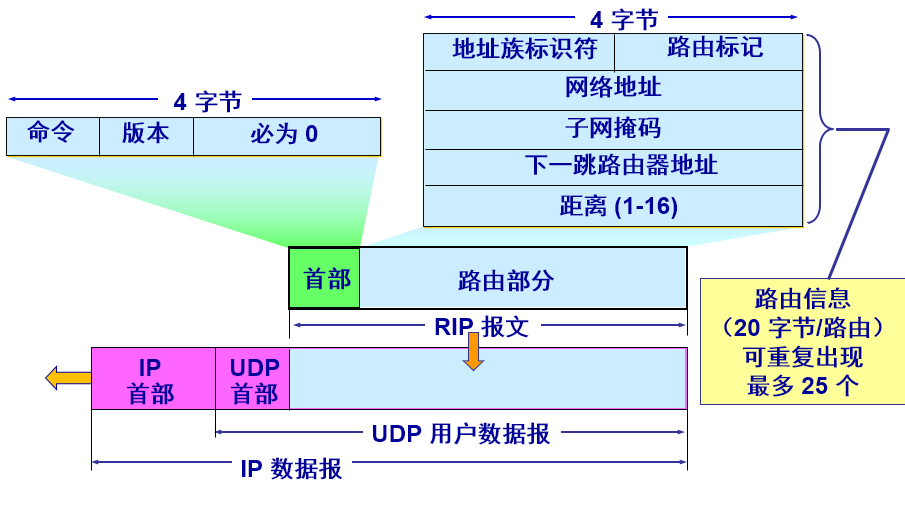 4 字节
地址族标识符 路由标记
网络地址
子网掩码
下一跳路由器地址
距离 (1-16)
4 字节
命令 版本 必为 0
首部 路由部分
RIP 报文
路由信息
（20 字节/路由）
可重复出现
最多 25 个
IP
首部
UDP
首部
UDP 用户数据报
IP 数据报